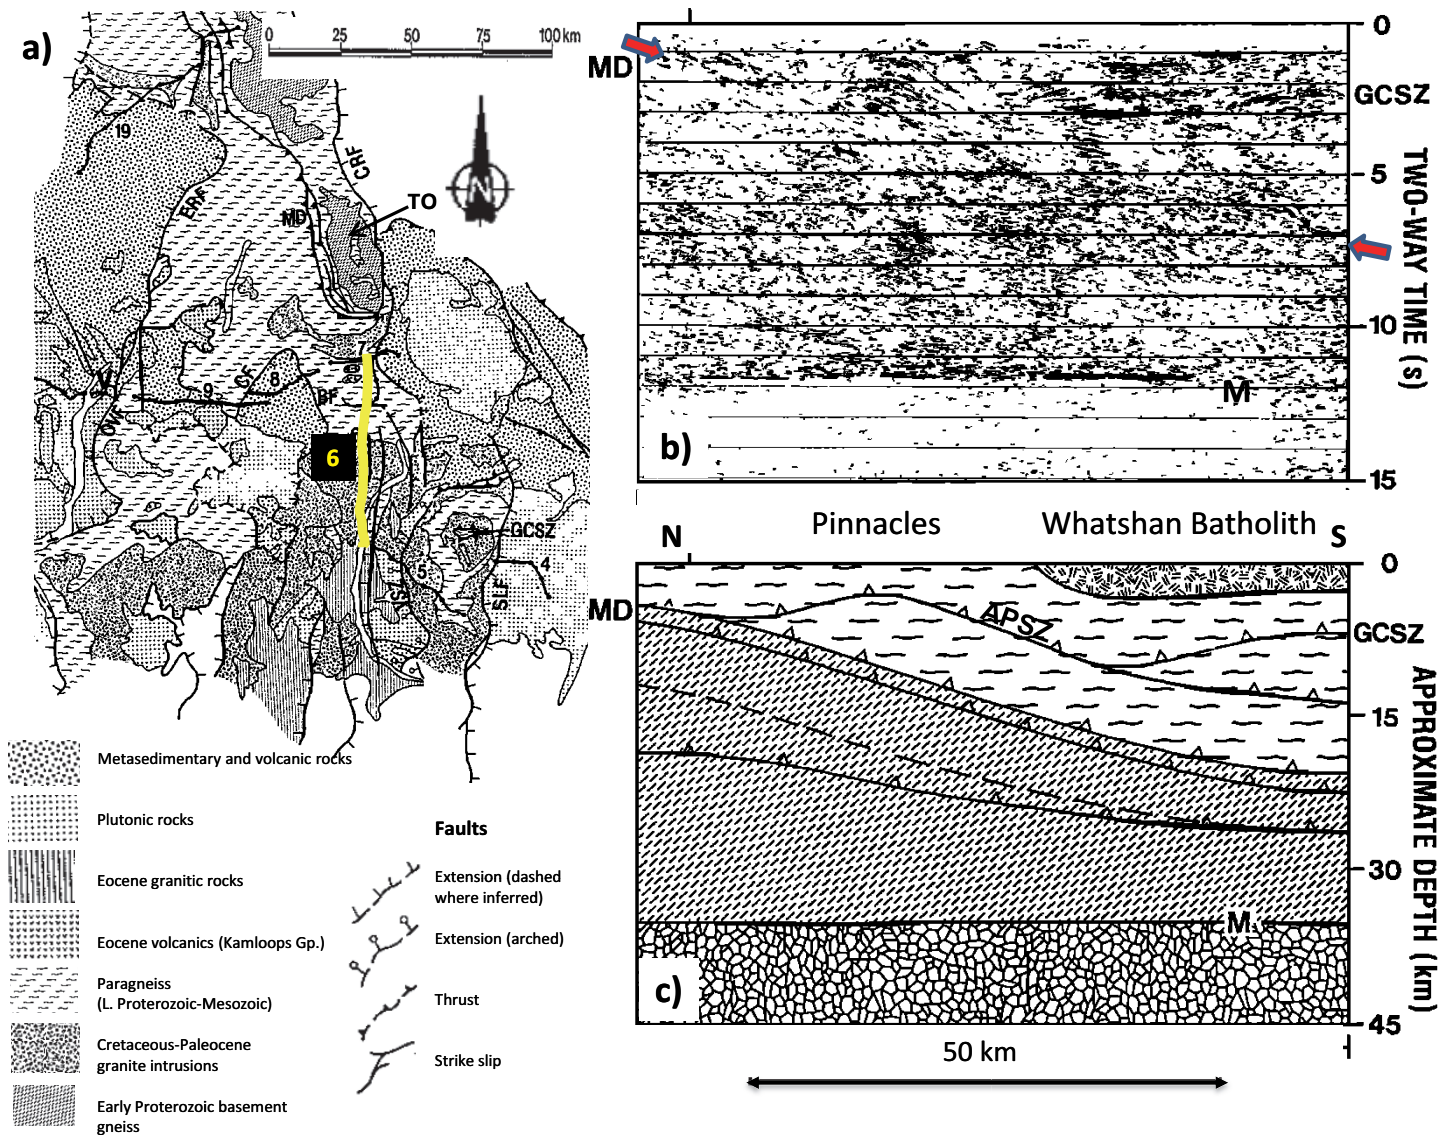 a)
0 25 50 75 100 km
19
CRF
ERF
TO
MD
N
7
9
CF
8
BF
V
OVF
6
GCSZ
4
5
SLF
Metasedimentary and volcanic rocks
Plutonic rocks
Eocene granitic rocks
Eocene volcanics (Kamloops Gp.)
Paragneiss
(L. Proterozoic-Mesozoic)
Cretaceous-Paleocene
granite intrusions
Early Proterozoic basement
gneiss
Faults
Extension (dashed
where inferred)
Extension (arched)
Thrust
Strike slip
MD
GCSZ
0
5
10
15
TWO-WAY TIME (s)
M
b)
N
Pinnacles
Whatshan Batholith
S
MD
APSZ
GCSZ
0
15
30
45
APPROXIMATE DEPTH (km)
M
c)
50 km